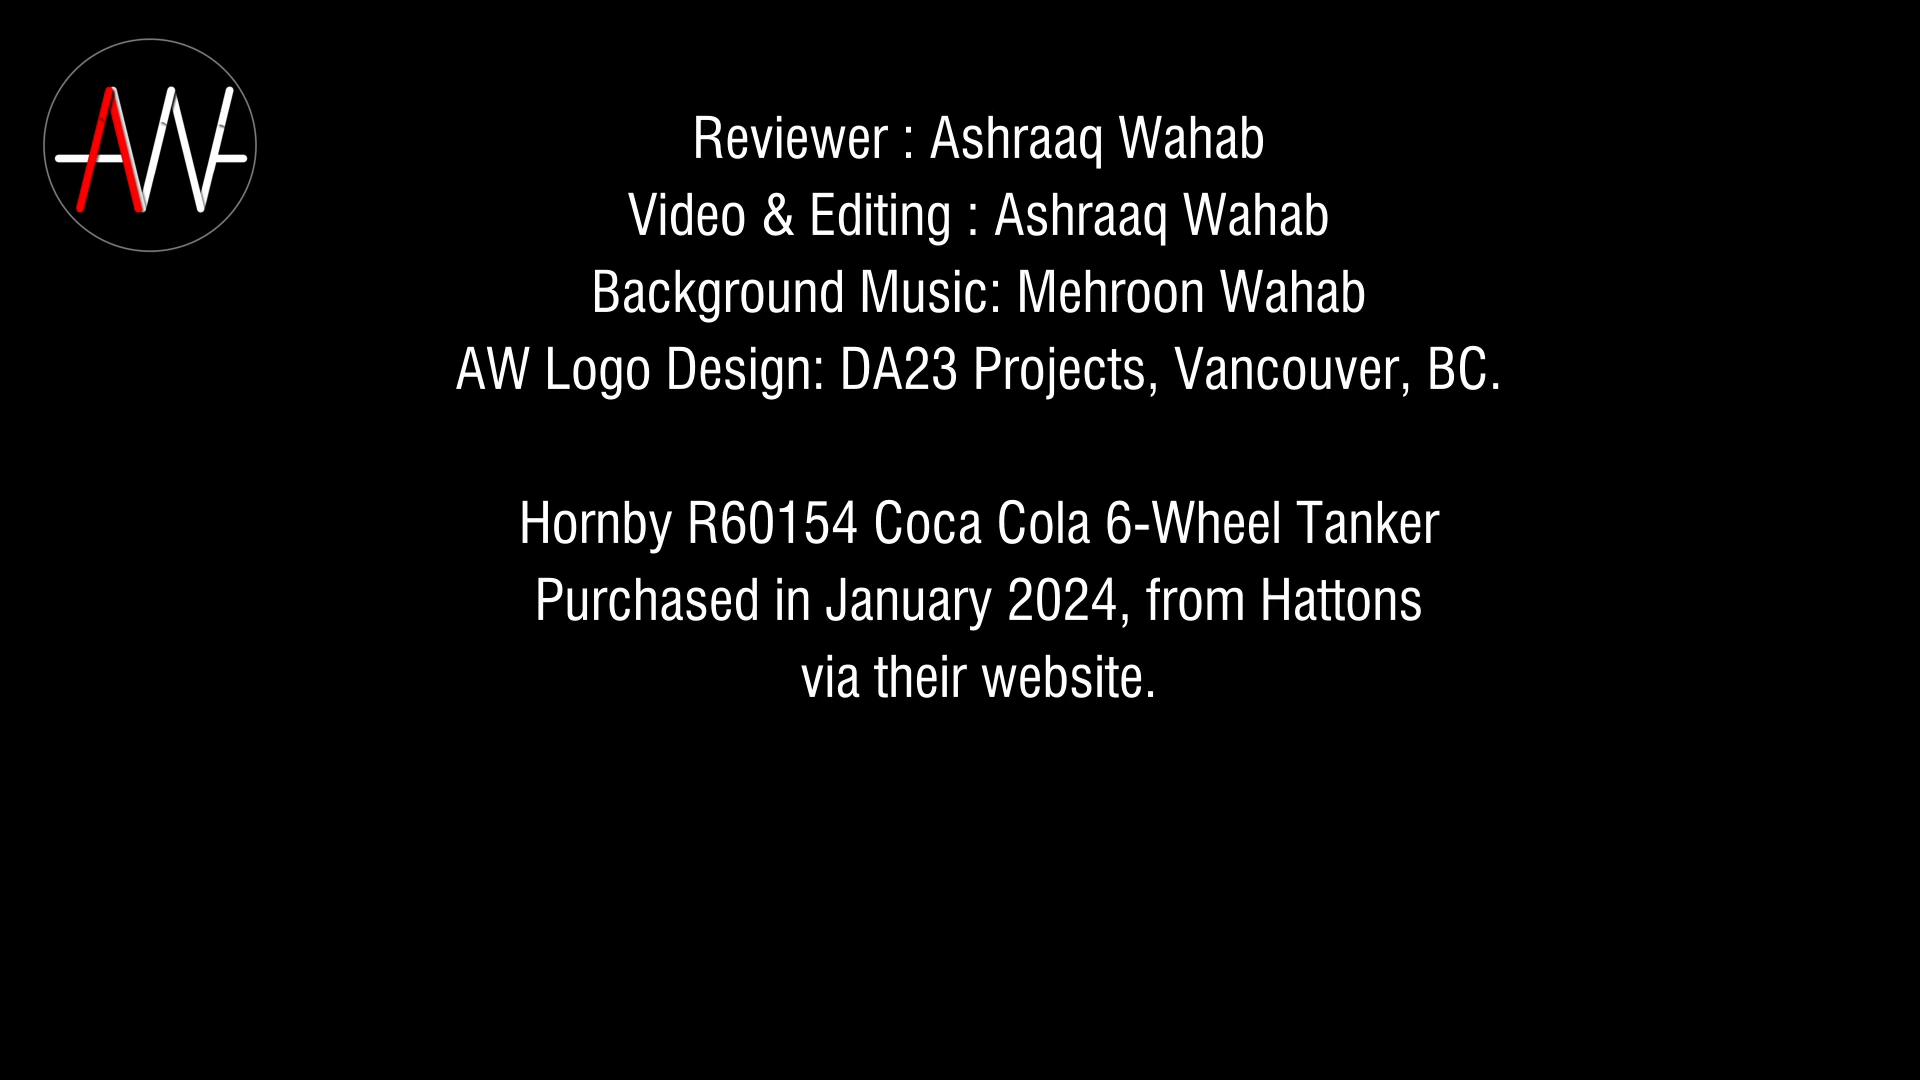 AW
Reviewer : Ashraaq Wahab
Video & Editing : Ashraaq Wahab
Background Music: Mehroon Wahab
AW Logo Design: DA23 Projects, Vancouver, BC.
Hornby R60154 Coca Cola 6-Wheel Tanker
Purchased in January 2024, from Hattons
via their website.